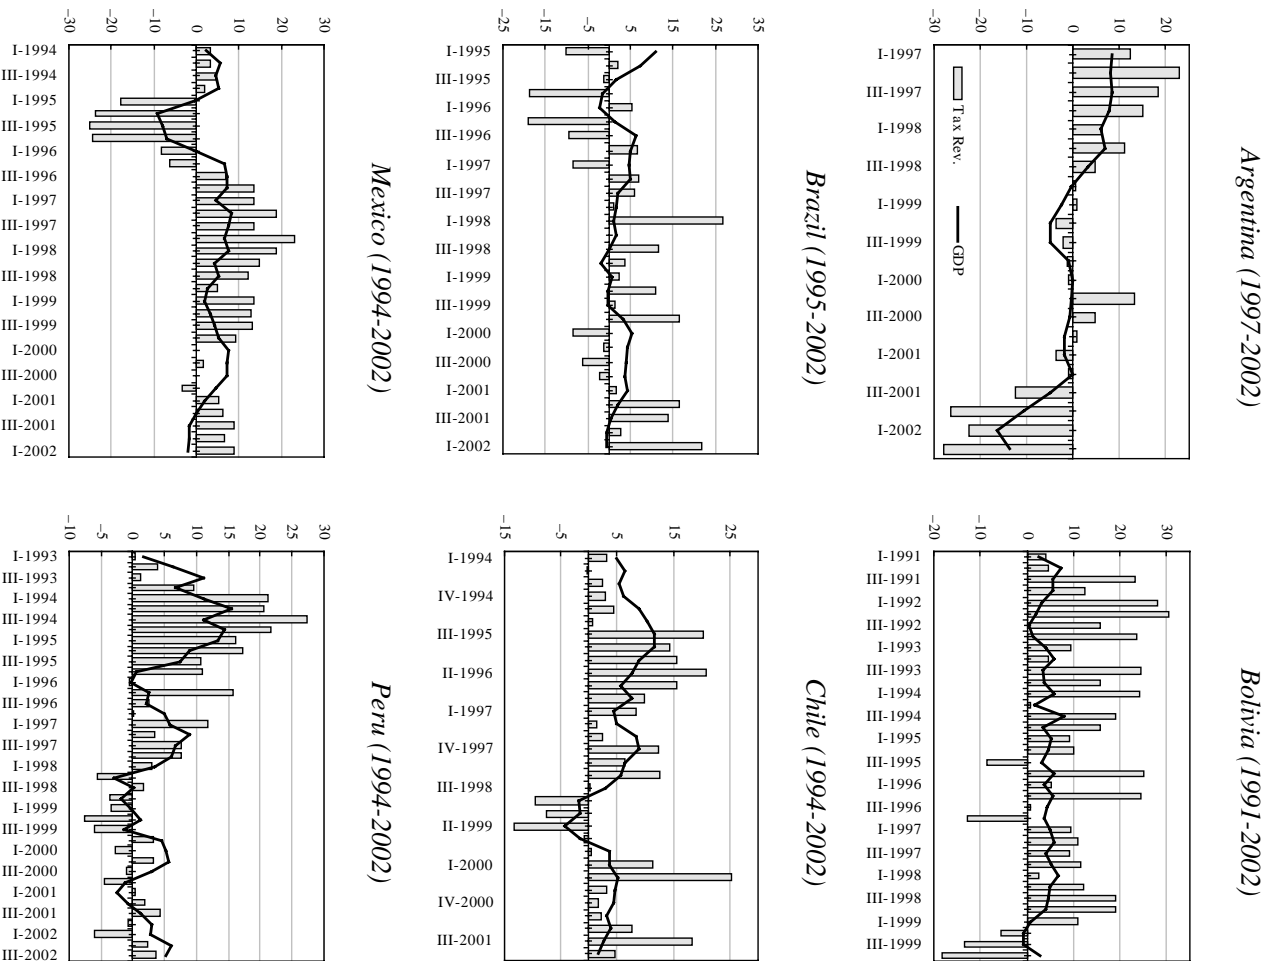 Argentina (1997-2002)
−30
−20
−10
0
10
20
I-1997
III-1997
I-1998
III-1998
I-1999
III-1999
I-2000
III-2000
I-2001
III-2001
I-2002
Tax Rev.
GDP
Bolivia (1991-2002)
−20
−10
0
10
20
30
I-1991
III-1991
I-1992
III-1992
I-1993
III-1993
I-1994
III-1994
I-1995
III-1995
I-1996
III-1996
I-1997
III-1997
I-1998
III-1998
I-1999
III-1999
Brazil (1995-2002)
−25
−15
−5
5
15
25
35
I-1995
III-1995
I-1996
III-1996
I-1997
III-1997
I-1998
III-1998
I-1999
III-1999
I-2000
III-2000
I-2001
III-2001
I-2002
Chile (1994-2002)
−15
−5
5
15
25
I-1994
IV-1994
III-1995
II-1996
I-1997
IV-1997
III-1998
II-1999
I-2000
IV-2000
III-2001
Mexico (1994-2002)
−30
−20
−10
0
10
20
30
I-1994
III-1994
I-1995
III-1995
I-1996
III-1996
I-1997
III-1997
I-1998
III-1998
I-1999
III-1999
I-2000
III-2000
I-2001
III-2001
I-2002
Peru (1994-2002)
−10
−5
0
5
10
15
20
25
30
I-1993
III-1993
I-1994
III-1994
I-1995
III-1995
I-1996
III-1996
I-1997
III-1997
I-1998
III-1998
I-1999
III-1999
I-2000
III-2000
I-2001
III-2001
I-2002
III-2002